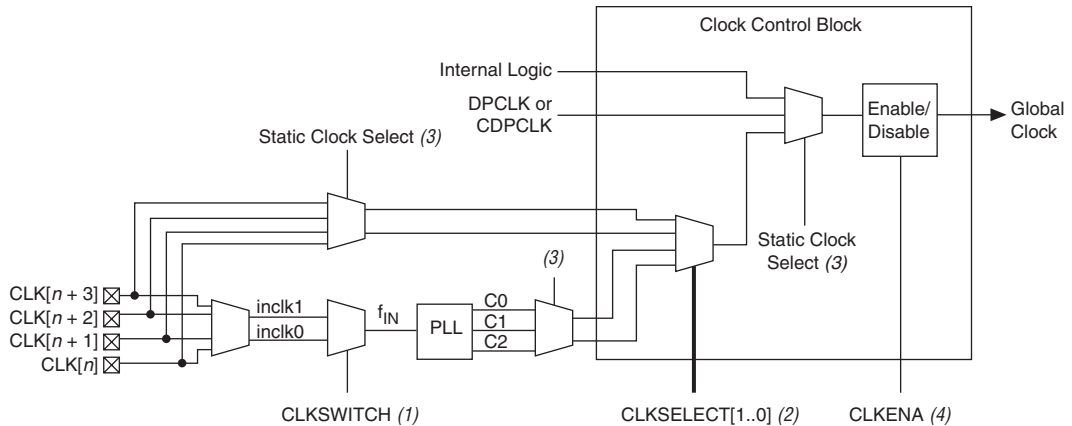 Clock Control Block
Internal Logic
DPCLK or
CDPCLK
Enable/
Disable
Global
Clock
Static Clock Select (3)
Static Clock
Select (3)
(3)
CLK[n + 3]
CLK[n + 2]
CLK[n + 1]
CLK[n]
inclk1
inclk0
fIN
PLL
C0
C1
C2
CLKSWITCH (1)
CLKSELECT[1..0] (2)
CLKENA (4)